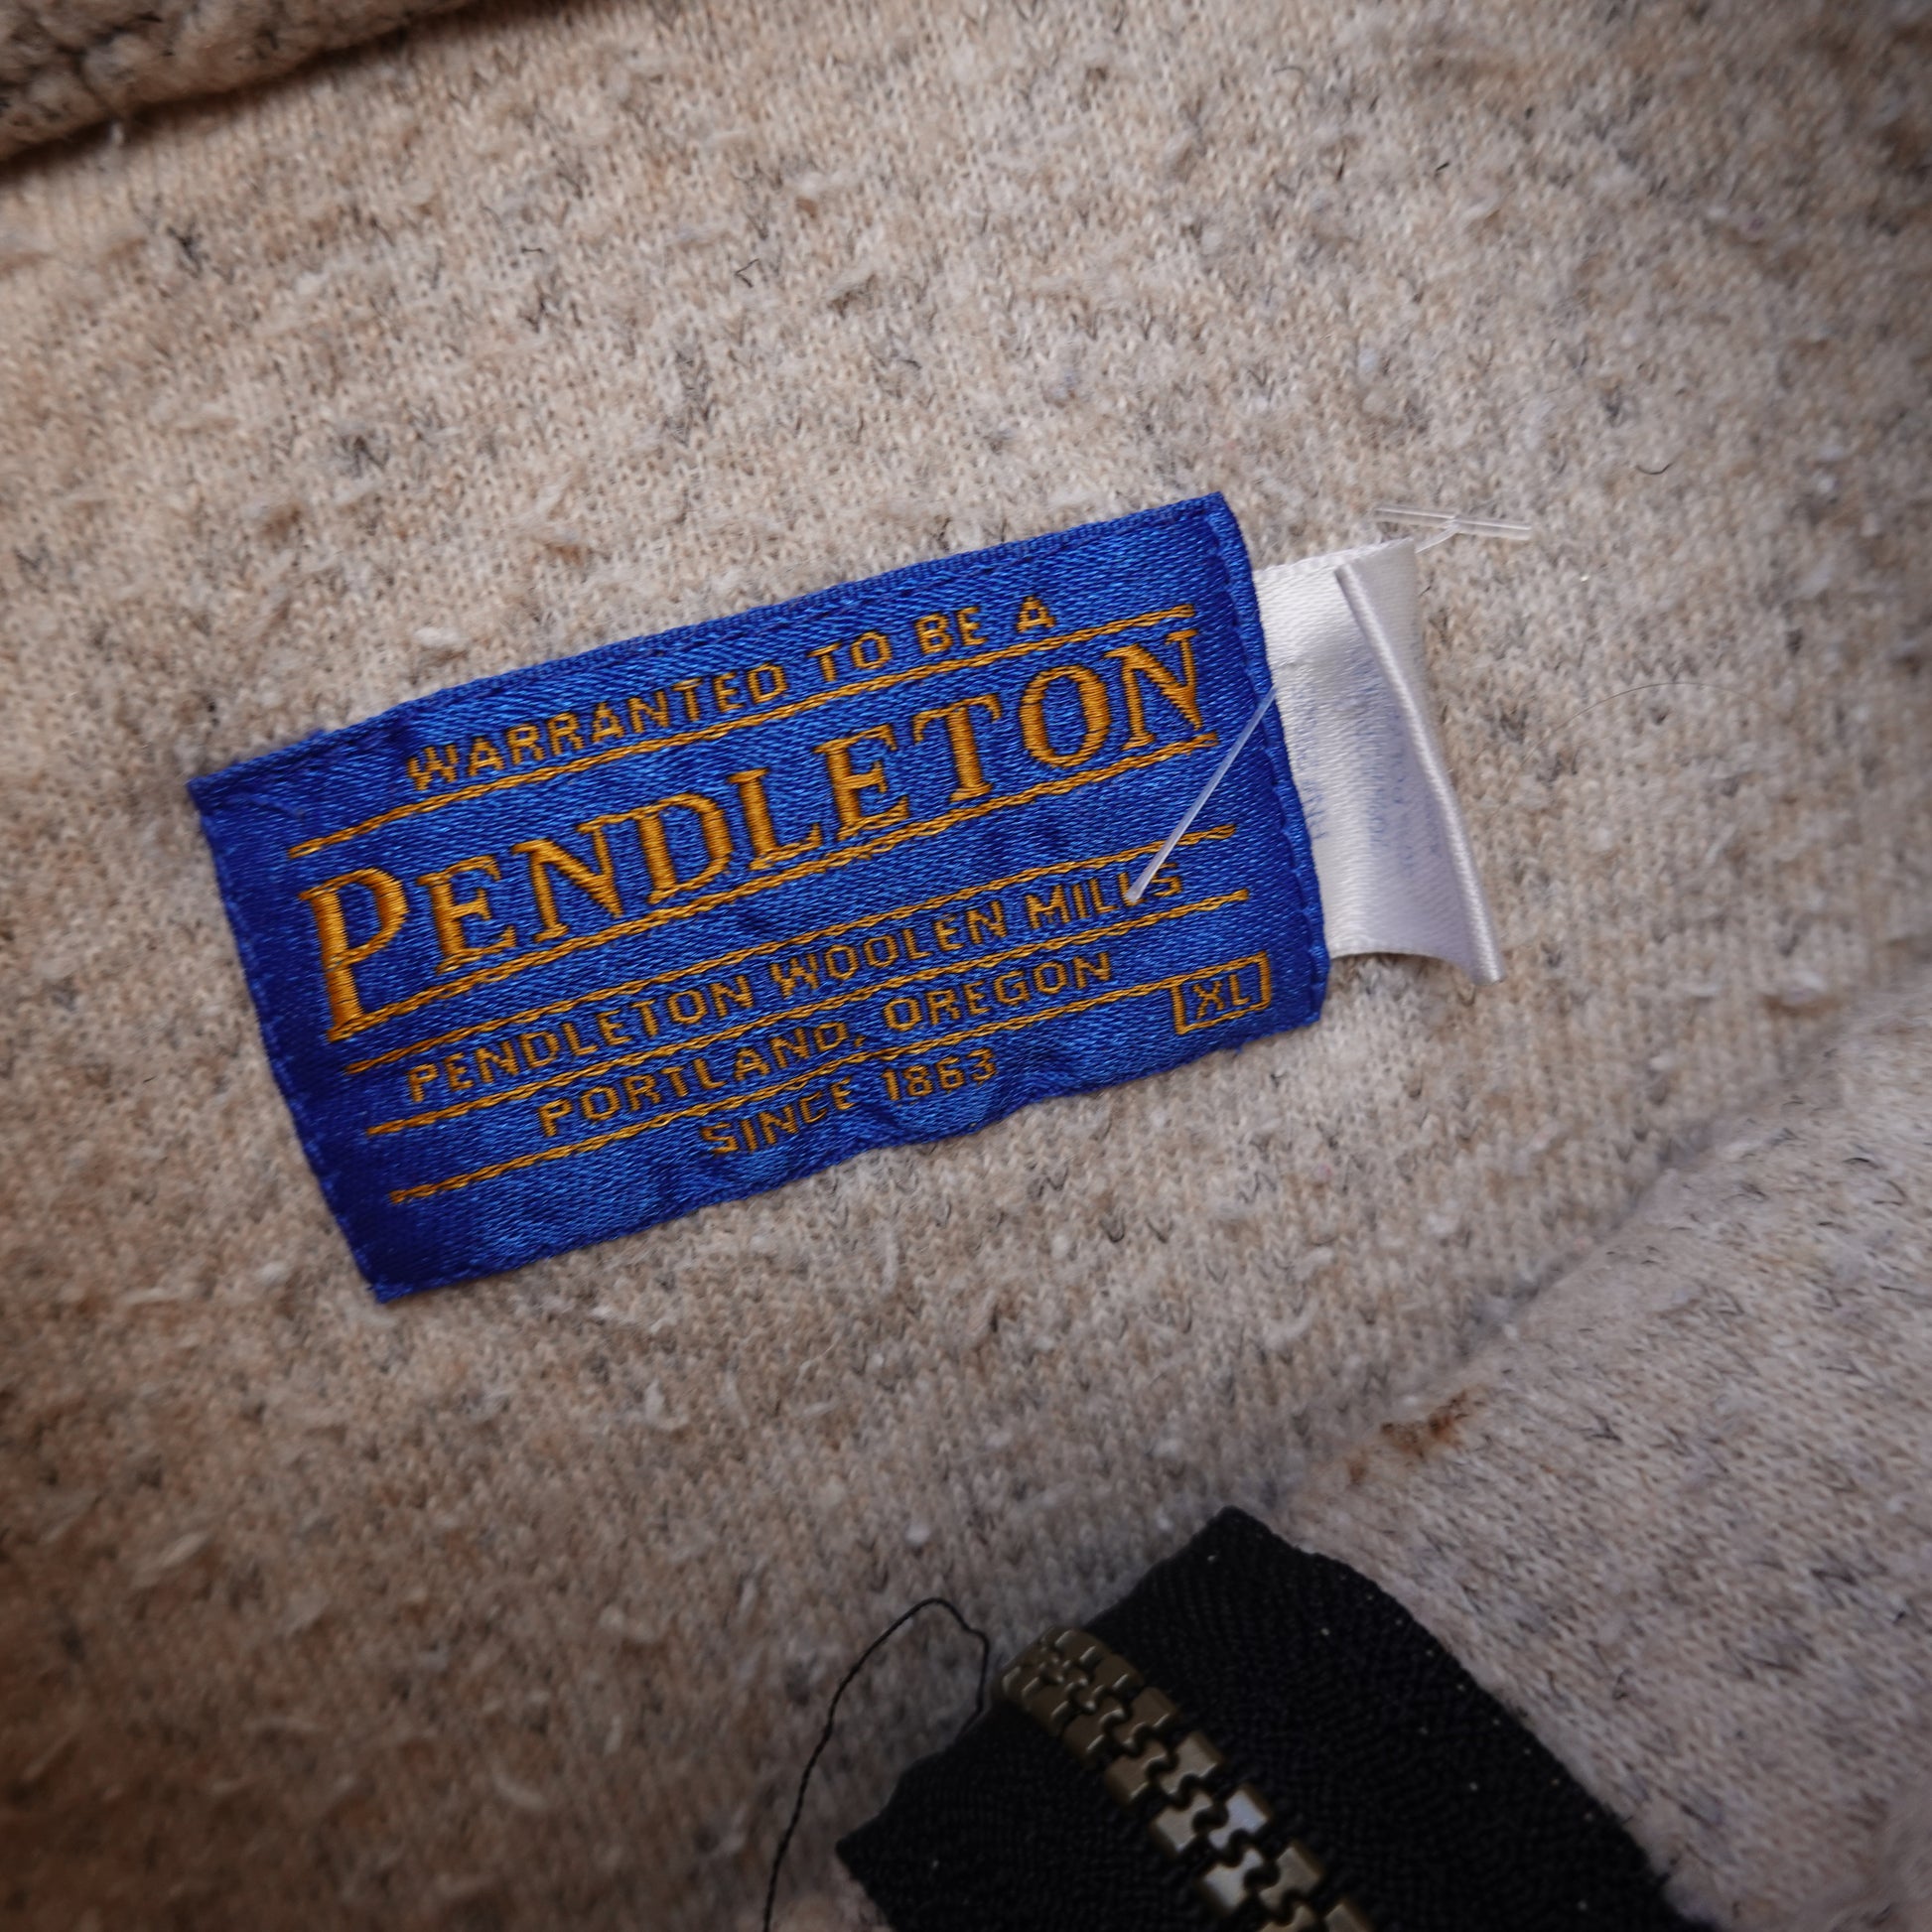 WARRANTED TO BE A
PENDLETON
PENDLETON WOOLEN MILLS
PORTLAND, OREGON
XL
SINCE 1863